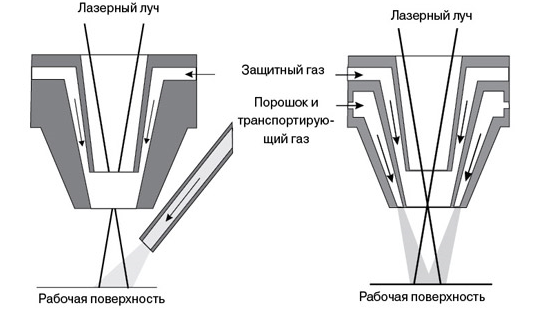 Лазерный луч
Лазерный луч
Защитный газ
Порошок и
транспортирую-
щий газ
Рабочая поверхность
Рабочая поверхность